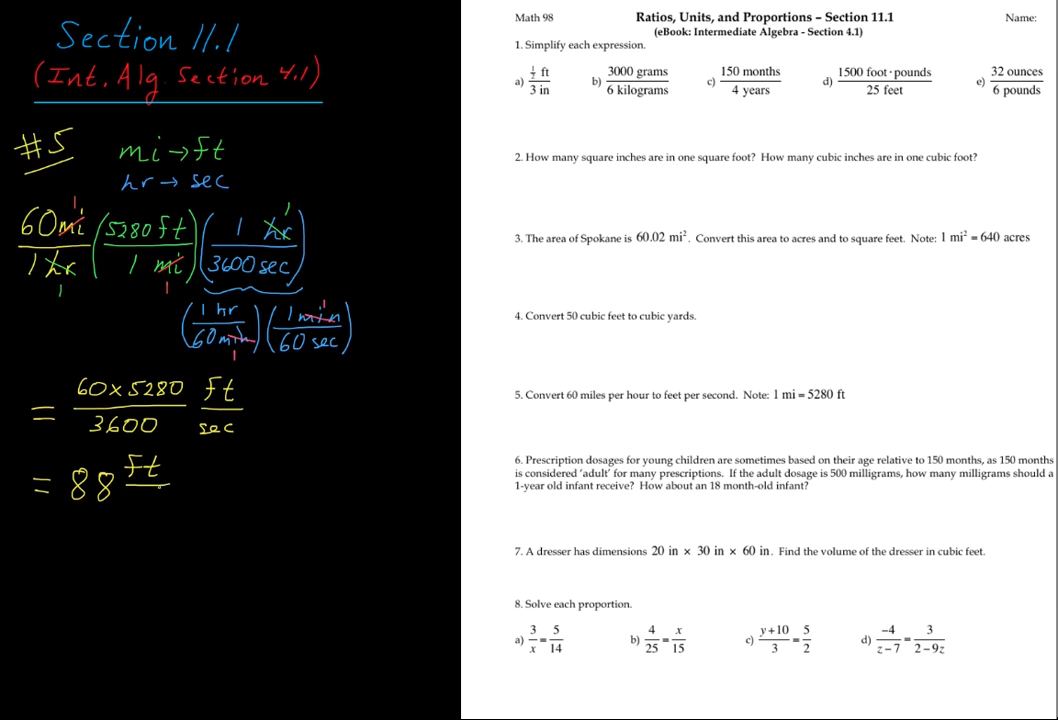 Section 11.1
(Int. Alg. Section 4.1)
#5 mi→ft
hr→ sec
60mi/1 hr (5280 ft/1 mi)(1 hr/3600 sec)
1 1 1 1
(1 hr/60 min)(1 min/60 sec)
1 1
= 60×5280/3600 ft/sec
= 88 ft
Math 98 Ratios, Units, and Proportions – Section 11.1 Name:
(eBook: Intermediate Algebra - Section 4.1)
1. Simplify each expression.
a) ½ ft/3 in b) 3000 grams/6 kilograms c) 150 months/4 years d) 1500 foot·pounds/25 feet e) 32 ounces/6 pounds
2. How many square inches are in one square foot? How many cubic inches are in one cubic foot?
3. The area of Spokane is 60.02 mi². Convert this area to acres and to square feet. Note: 1 mi² = 640 acres
4. Convert 50 cubic feet to cubic yards.
5. Convert 60 miles per hour to feet per second. Note: 1 mi = 5280 ft
6. Prescription dosages for young children are sometimes based on their age relative to 150 months, as 150 months
is considered 'adult' for many prescriptions. If the adult dosage is 500 milligrams, how many milligrams should a
1-year old infant receive? How about an 18 month-old infant?
7. A dresser has dimensions 20 in × 30 in × 60 in. Find the volume of the dresser in cubic feet.
8. Solve each proportion.
a) 3/x = 5/14 b) 4/25 = x/15 c) y+10/3 = 5/2 d) -4/z-7 = 3/2-9z